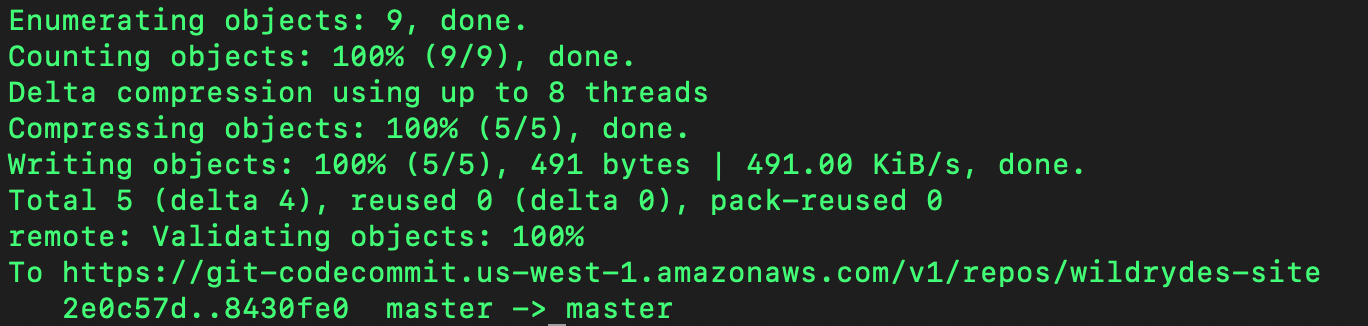 Enumerating objects: 9, done.
Counting objects: 100% (9/9), done.
Delta compression using up to 8 threads
Compressing objects: 100% (5/5), done.
Writing objects: 100% (5/5), 491 bytes | 491.00 KiB/s, done.
Total 5 (delta 4), reused 0 (delta 0), pack-reused 0
remote: Validating objects: 100%
To https://git-codecommit.us-west-1.amazonaws.com/v1/repos/wildrydes-site
   2e0c57d..8430fe0  master -> master